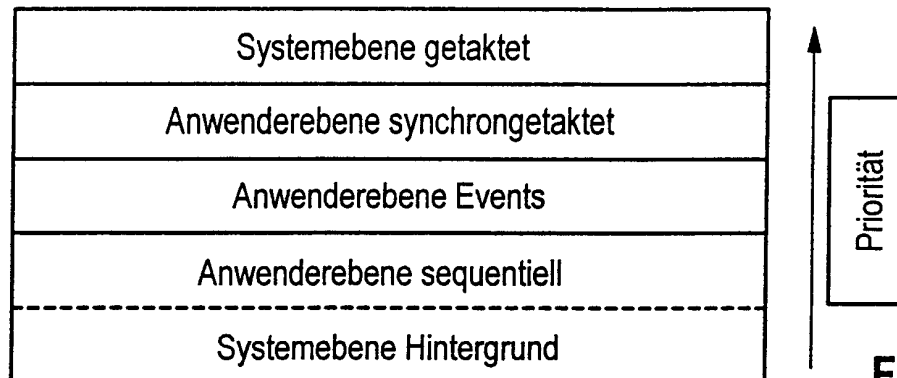 Systemebene getaktet
Anwenderebene synchrongetaktet
Anwenderebene Events
Anwenderebene sequentiell
Systemebene Hintergrund
Priorität